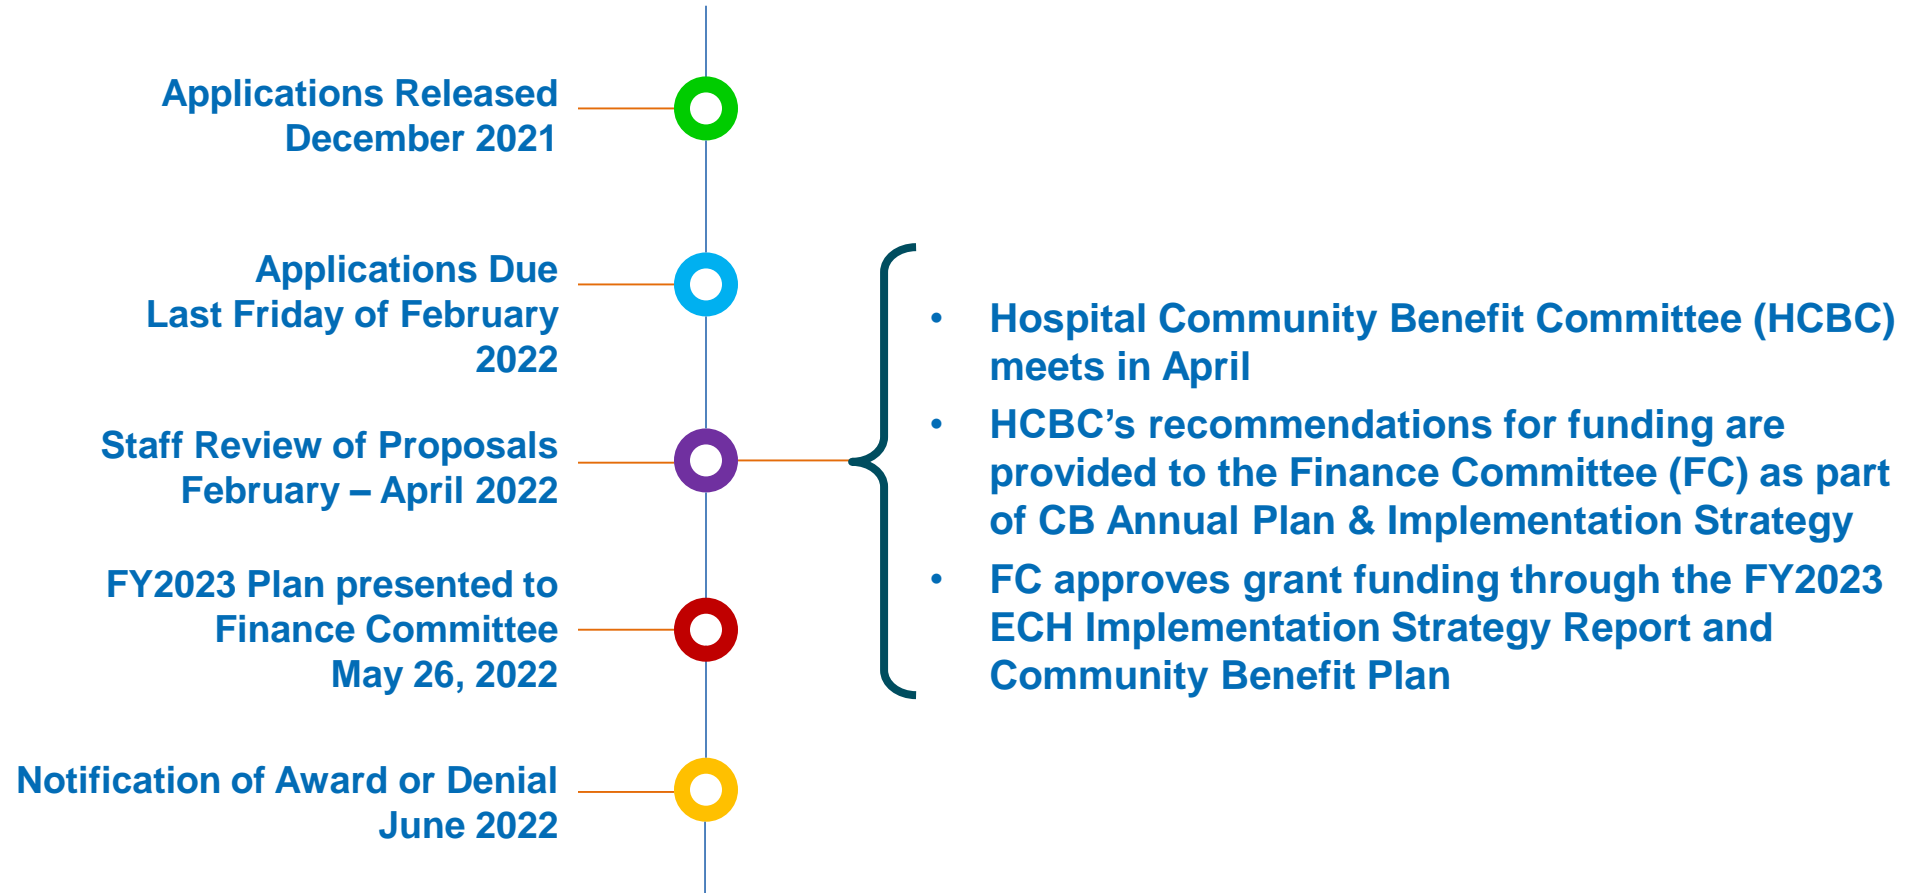 Applications Released
December 2021
Applications Due
Last Friday of February
2022
Staff Review of Proposals
February – April 2022
FY2023 Plan presented to
Finance Committee
May 26, 2022
Notification of Award or Denial
June 2022
• Hospital Community Benefit Committee (HCBC)
meets in April
• HCBC’s recommendations for funding are
provided to the Finance Committee (FC) as part
of CB Annual Plan & Implementation Strategy
• FC approves grant funding through the FY2023
ECH Implementation Strategy Report and
Community Benefit Plan